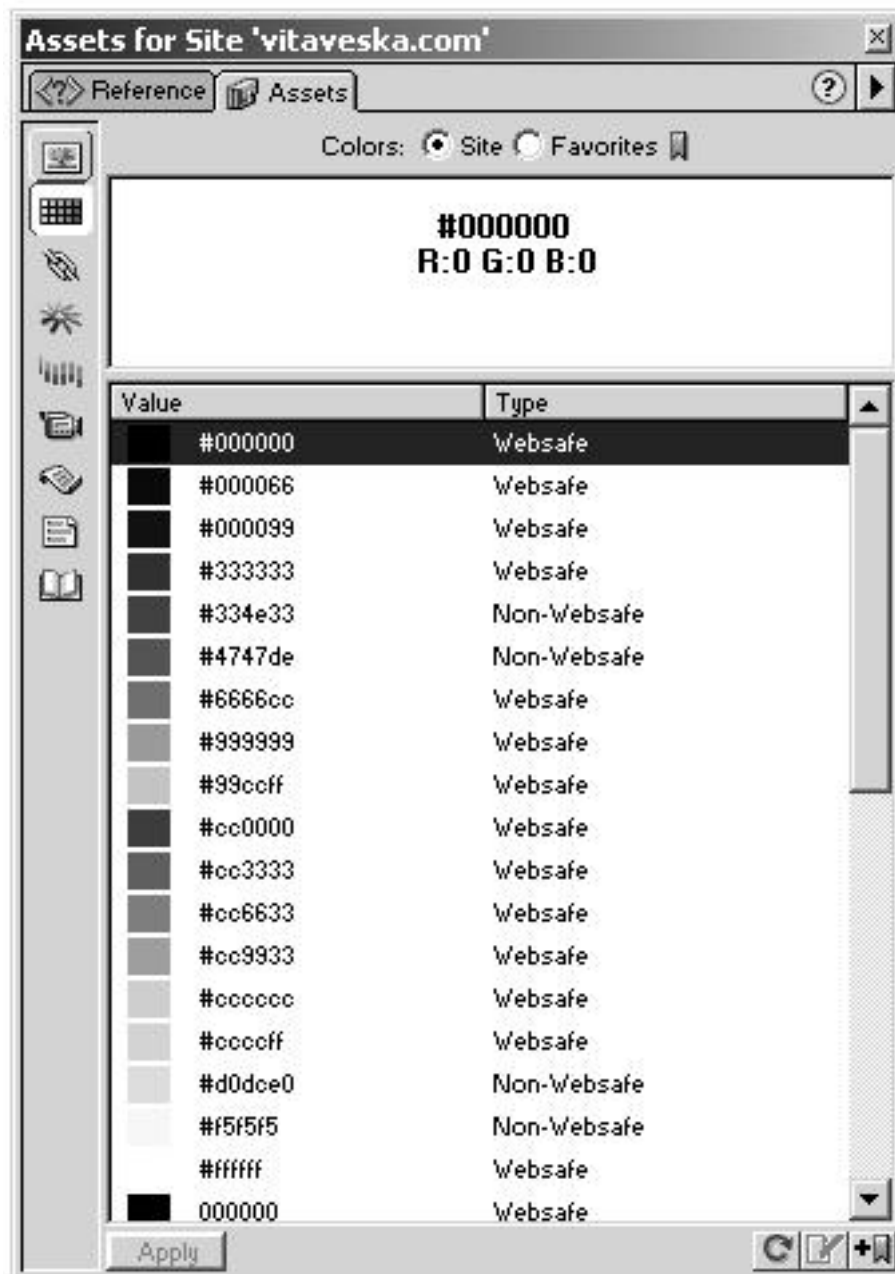 Assets for Site 'vitaveska.com'
Reference Assets
Colors: Site Favorites
#000000
R:0 G:0 B:0
Value Type
#000000 Websafe
#000066 Websafe
#000099 Websafe
#333333 Websafe
#334e33 Non-Websafe
#4747de Non-Websafe
#6666cc Websafe
#999999 Websafe
#99ccff Websafe
#cc0000 Websafe
#cc3333 Websafe
#cc6633 Websafe
#cc9933 Websafe
#cccccc Websafe
#ccccff Websafe
#d0dce0 Non-Websafe
#f5f5f5 Non-Websafe
#ffffff Websafe
000000 Websafe
Apply